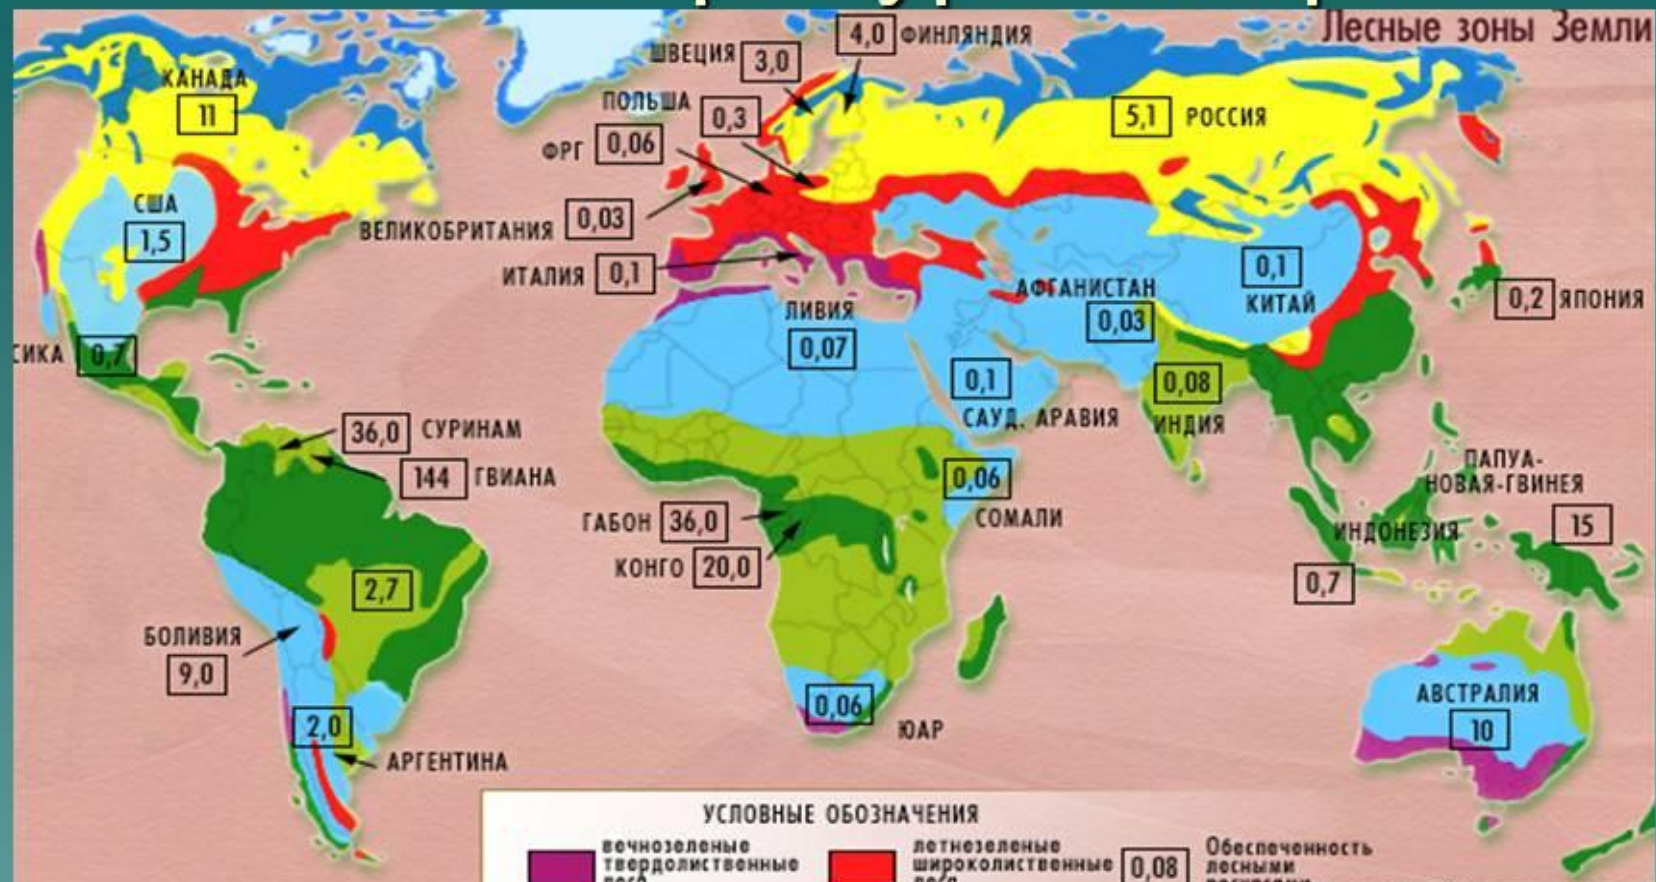 Лесные зоны Земли
4,0 ФИНЛЯНДИЯ
ШВЕЦИЯ 3,0
КАНАДА
11
ПОЛЬША 0,3
ФРГ 0,06
5,1 РОССИЯ
США
1,5
ВЕЛИКОБРИТАНИЯ 0,03
ИТАЛИЯ 0,1
0,1
КИТАЙ
АФГАНИСТАН
0,03
0,2 ЯПОНИЯ
ЛИВИЯ
0,07
СИКА 0,7
0,1
САУД. АРАВИЯ
0,08
ИНДИЯ
36,0 СУРИНАМ
144 ГВИАНА
0,06
СОМАЛИ
ПАПУА-
НОВАЯ-ГВИНЕЯ
15
ГАБОН 36,0
КОНГО 20,0
ИНДОНЕЗИЯ
0,7
2,7
БОЛИВИЯ
9,0
2,0
АРГЕНТИНА
0,06
ЮАР
АВСТРАЛИЯ
10
УСЛОВНЫЕ ОБОЗНАЧЕНИЯ
вечнозеленые
твердолиственные
летнезеленые
широколиственные
0,08
Обеспеченность
лесными